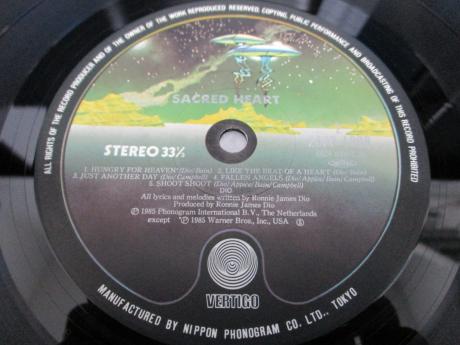 ALL RIGHTS OF THE RECORD PRODUCER AND OF THE OWNER OF THE WORK REPRODUCED RESERVED. COPYING, PUBLIC PERFORMANCE AND BROADCASTING OF THIS RECORD PROHIBITED.
SACRED HEART
STEREO 33⅓
1. HUNGRY FOR HEAVEN* (Dio/Bain) 2. LIKE THE BEAT OF A HEART (Dio/Bain)
3. JUST ANOTHER DAY (Dio/Campbell) 4. FALLEN ANGELS (Dio/Appice/Bain/Campbell)
5. SHOOT SHOOT (Dio/Appice/Bain/Campbell)
DIO
All lyrics and melodies written by Ronnie James Dio
Produced by Ronnie James Dio
Ⓟ 1985 Phonogram International B.V., The Netherlands
except *Ⓟ 1985 Warner Bros. Inc., USA Ⓢ
VERTIGO
MANUFACTURED BY NIPPON PHONOGRAM CO. LTD., TOKYO